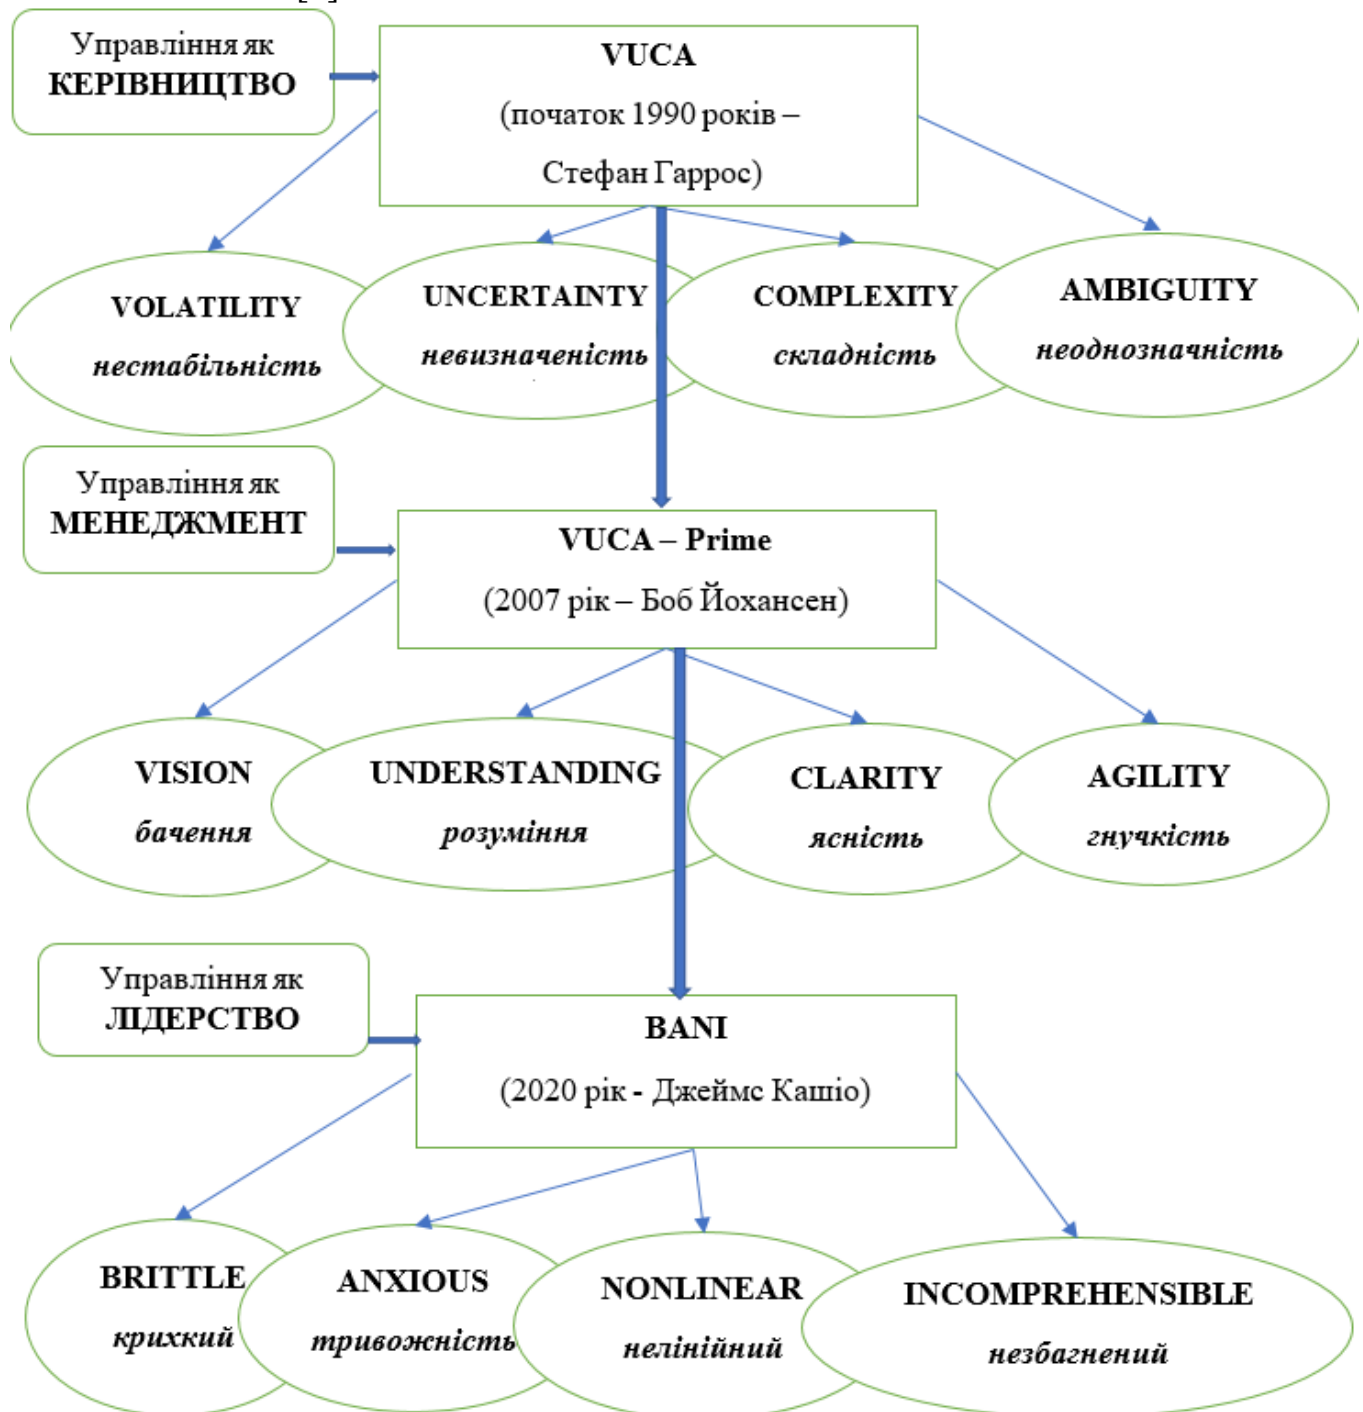 Управління як
КЕРІВНИЦТВО
VUCA
(початок 1990 років –
Стефан Гаррос)
VOLATILITY
нестабільність
UNCERTAINTY
невизначеність
COMPLEXITY
складність
AMBIGUITY
неоднозначність
Управління як
МЕНЕДЖМЕНТ
VUCA – Prime
(2007 рік – Боб Йохансен)
VISION
бачення
UNDERSTANDING
розуміння
CLARITY
ясність
AGILITY
гнучкість
Управління як
ЛІДЕРСТВО
BANI
(2020 рік - Джеймс Кашіо)
BRITTLE
крихкий
ANXIOUS
тривожність
NONLINEAR
нелінійний
INCOMPREHENSIBLE
незбагнений